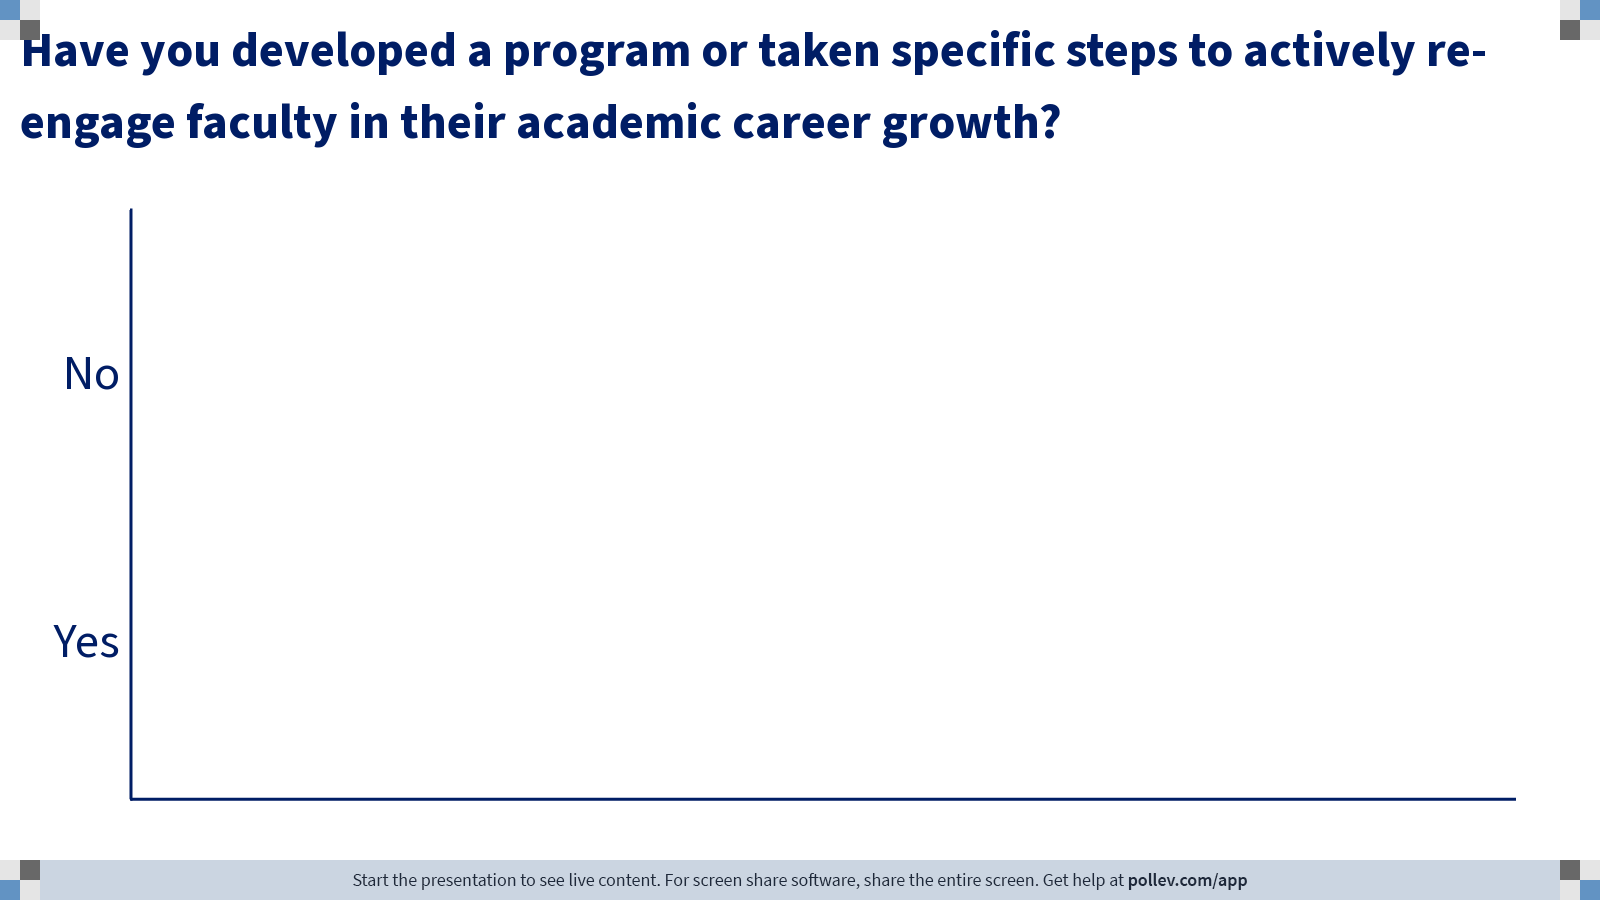 Have you developed a program or taken specific steps to actively re-
engage faculty in their academic career growth?
No
Yes
Start the presentation to see live content. For screen share software, share the entire screen. Get help at pollev.com/app